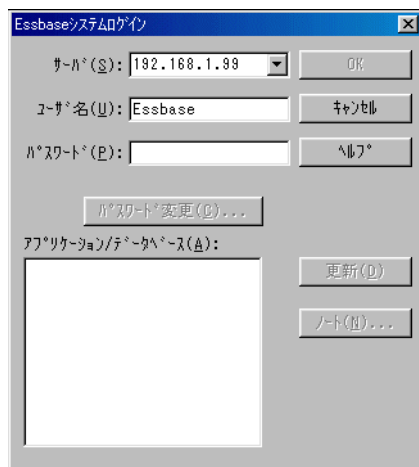 Essbaseｼｽﾃﾑﾛｸﾞｲﾝ
ｻｰﾊﾞ(S): 192.168.1.99
OK
ﾕｰｻﾞ名(U): Essbase
ｷｬﾝｾﾙ
ﾊﾟｽﾜｰﾄﾞ(P):
ﾍﾙﾌﾟ
ﾊﾟｽﾜｰﾄﾞ変更(C)...
ｱﾌﾟﾘｹｰｼｮﾝ/ﾃﾞｰﾀﾍﾞｰｽ(A):
更新(D)
ﾉｰﾄ(N)...